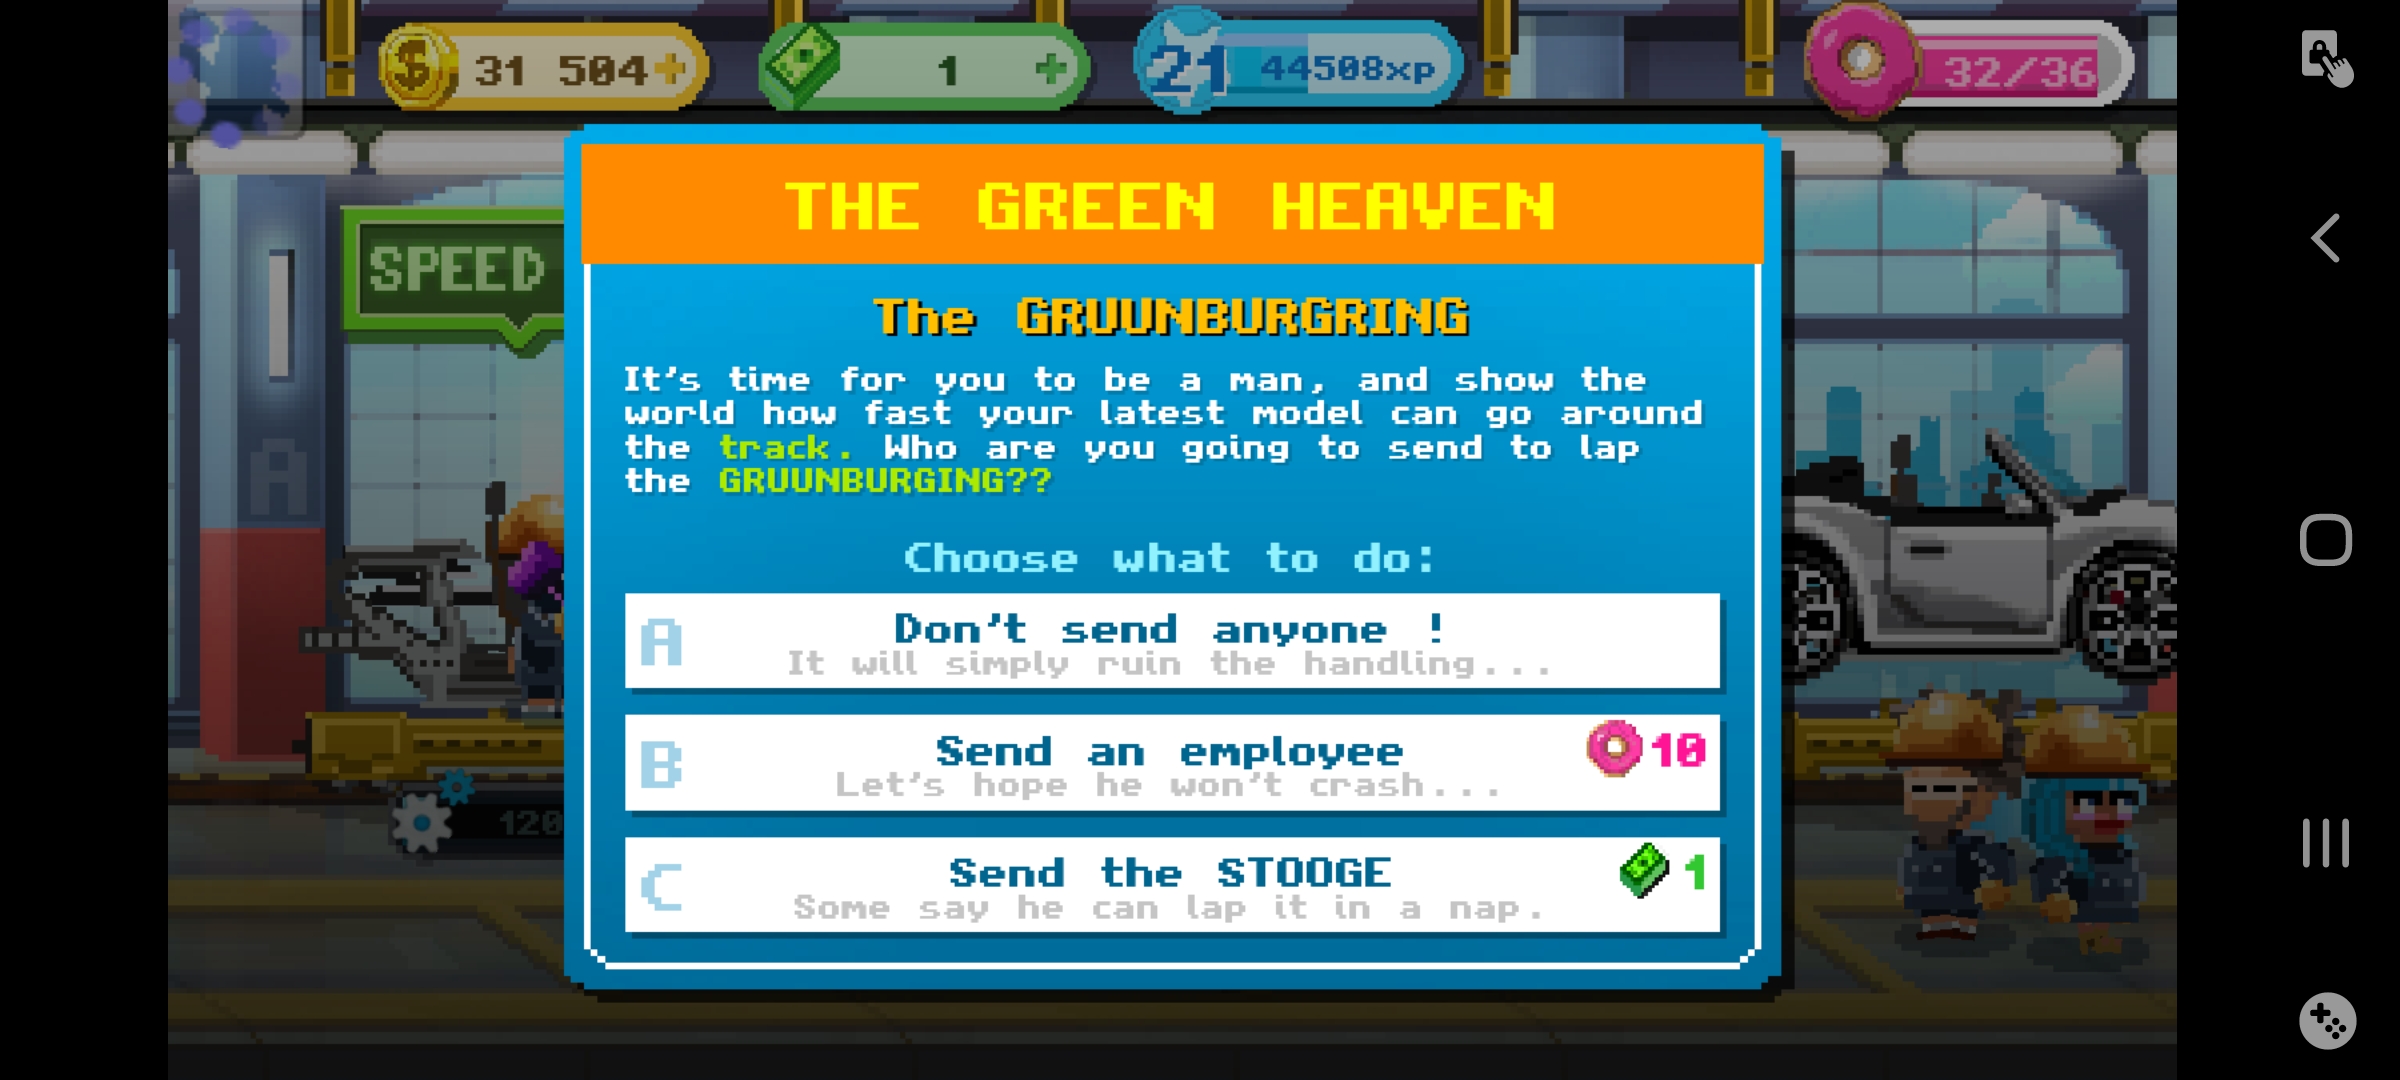 31 504
1
21 44508xp
32/36
THE GREEN HEAVEN
SPEED
The GRUUNBURGRING
It's time for you to be a man, and show the
world how fast your latest model can go around
the track. Who are you going to send to lap
the GRUUNBURGING??
A
Choose what to do:
A Don't send anyone !
It will simply ruin the handling...
B Send an employee 10
Let's hope he won't crash...
120
C Send the STOOGE 1
Some say he can lap it in a nap.